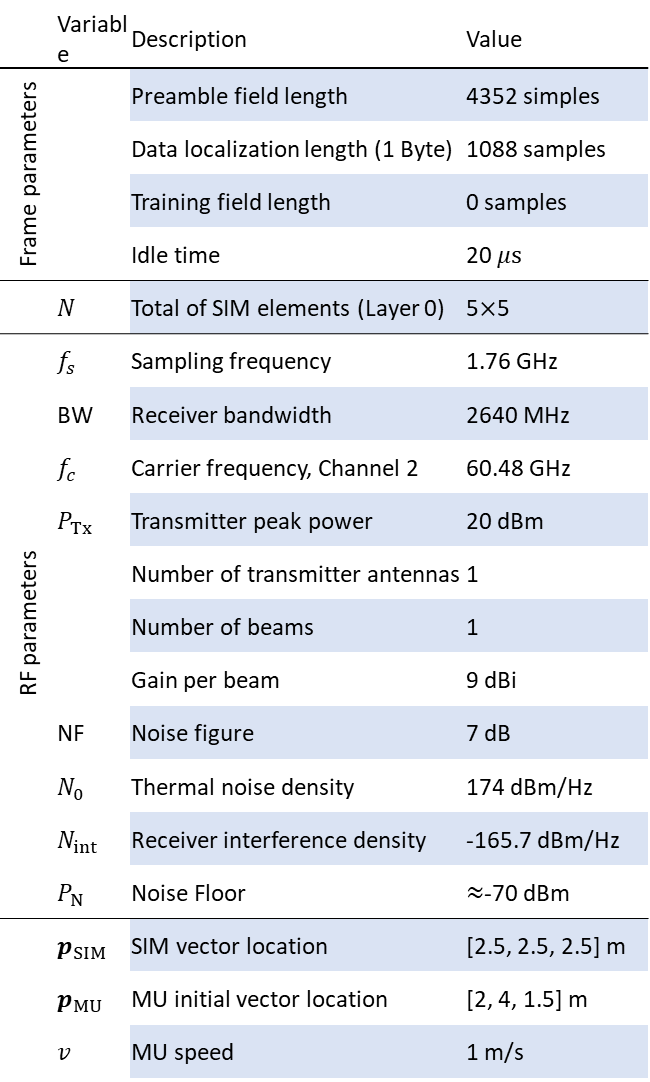 Variabl
e Description Value
Frame parameters
Preamble field length 4352 simples
Data localization length (1 Byte) 1088 samples
Training field length 0 samples
Idle time 20 𝜇s
N Total of SIM elements (Layer 0) 5×5
RF parameters
f_s Sampling frequency 1.76 GHz
BW Receiver bandwidth 2640 MHz
f_c Carrier frequency, Channel 2 60.48 GHz
P_Tx Transmitter peak power 20 dBm
Number of transmitter antennas 1
Number of beams 1
Gain per beam 9 dBi
NF Noise figure 7 dB
N_0 Thermal noise density 174 dBm/Hz
N_int Receiver interference density -165.7 dBm/Hz
P_N Noise Floor ≈-70 dBm
p_SIM SIM vector location [2.5, 2.5, 2.5] m
p_MU MU initial vector location [2, 4, 1.5] m
v MU speed 1 m/s